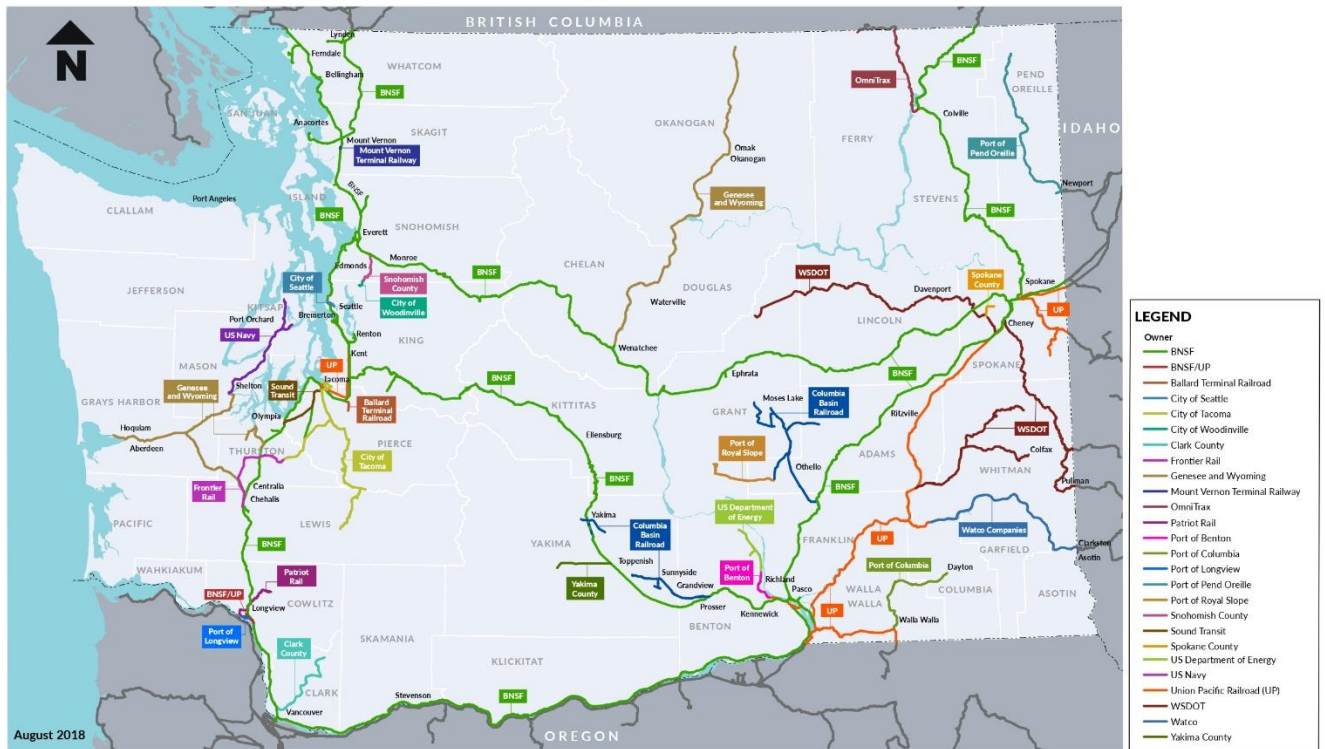 BRITISH COLUMBIA
N
Lynden
Ferndale
Bellingham
WHATCOM
BNSF
SAN JUAN
Anacortes
SKAGIT
Mount Vernon
Mount Vernon
Terminal Railway
BNSF
ISLAND
BNSF
Port Angeles
CLALLAM
SNOHOMISH
Everett
Edmonds
Monroe
BNSF
Snohomish
County
City of
Woodinville
City of
Seattle
JEFFERSON
KITSAP
Port Orchard
Bremerton
Seattle
US Navy
Renton
KING
Kent
UP
Tacoma
MASON
Genesee
and Wyoming
Shelton
Sound
Transit
GRAYS HARBOR
Ballard
Terminal
Railroad
Olympia
Hoquiam
Aberdeen
THURSTON
PIERCE
City of
Tacoma
Frontier
Rail
Centralia
Chehalis
PACIFIC
LEWIS
BNSF
WAHKIAKUM
Patriot
Rail
BNSF/UP
Longview
COWLITZ
Port of
Longview
SKAMANIA
Clark
County
CLARK
Vancouver
Stevenson
BNSF
KLICKITAT
OREGON
August 2018
OKANOGAN
Omak
Okanogan
Genesee
and Wyoming
CHELAN
DOUGLAS
Waterville
Wenatchee
BNSF
KITTITAS
Ellensburg
BNSF
Yakima
Columbia
Basin
Railroad
YAKIMA
Toppenish
Sunnyside
Grandview
Yakima
County
Prosser
BENTON
Kennewick
Port of
Benton
Richland
Pasco
US Department
of Energy
Ephrata
GRANT
Moses Lake
Columbia
Basin
Railroad
Port of
Royal Slope
Othello
BNSF
ADAMS
Ritzville
BNSF
FRANKLIN
UP
WALLA
WALLA
UP
Walla Walla
Port of Columbia
Dayton
COLUMBIA
Watco Companies
GARFIELD
Clarkston
Asotin
ASOTIN
OmniTrax
FERRY
BNSF
PEND
OREILLE
Colville
IDAHO
Port of
Pend Oreille
Newport
STEVENS
BNSF
WSDOT
Davenport
LINCOLN
Spokane
County
Spokane
UP
Cheney
SPOKANE
WSDOT
Colfax
WHITMAN
Pullman
LEGEND
Owner
BNSF
BNSF/UP
Ballard Terminal Railroad
City of Seattle
City of Tacoma
City of Woodinville
Clark County
Frontier Rail
Genesee and Wyoming
Mount Vernon Terminal Railway
OmniTrax
Patriot Rail
Port of Benton
Port of Columbia
Port of Longview
Port of Pend Oreille
Port of Royal Slope
Snohomish County
Sound Transit
Spokane County
US Department of Energy
US Navy
Union Pacific Railroad (UP)
WSDOT
Watco
Yakima County